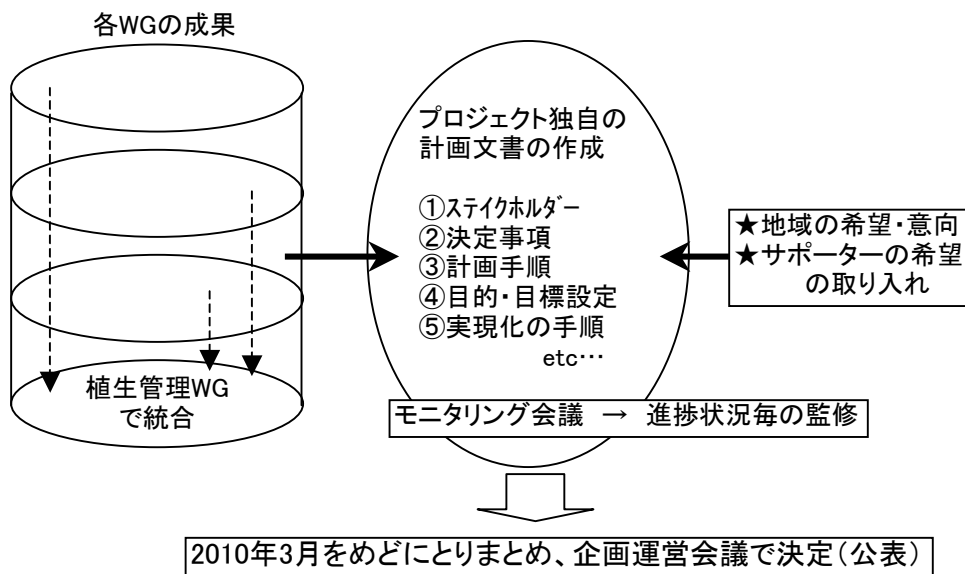 各WGの成果
植生管理WG
で統合
プロジェクト独自の
計画文書の作成
①ｽﾃｲｸﾎﾙﾀﾞｰ
②決定事項
③計画手順
④目的・目標設定
⑤実現化の手順
etc…
★地域の希望・意向
★サポーターの希望
の取り入れ
モニタリング会議 → 進捗状況毎の監修
2010年3月をめどにとりまとめ、企画運営会議で決定（公表）